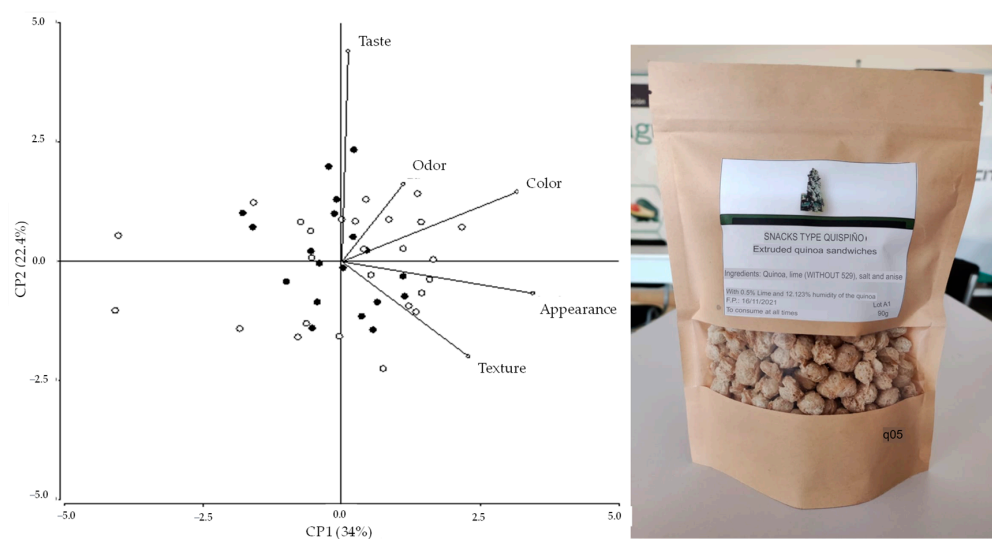 5.0
Taste
2.5
Odor
Color
CP2 (22.4%)
0.0
Appearance
Texture
–2.5
–5.0
–5.0
–2.5
0.0
2.5
5.0
CP1 (34%)
SNACKS TYPE QUISPIÑO
Extruded quinoa sandwiches
Ingredients: Quinoa, lime (WITHOUT 529), salt and anise
With 0.5% Lime and 12.123% humidity of the quinoa
F.P.: 16/11/2021
Lot A1
To consume at all times
90g
q05